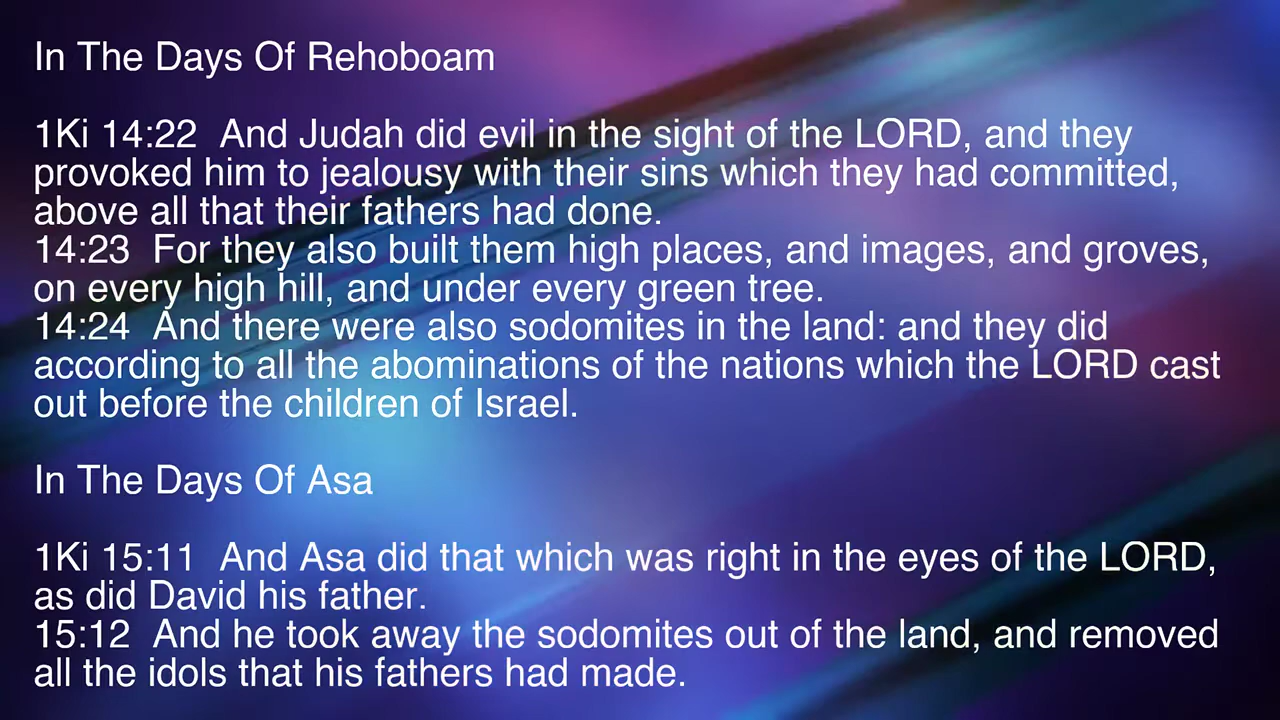 In The Days Of Rehoboam
1Ki 14:22  And Judah did evil in the sight of the LORD, and they
provoked him to jealousy with their sins which they had committed,
above all that their fathers had done.
14:23  For they also built them high places, and images, and groves,
on every high hill, and under every green tree.
14:24  And there were also sodomites in the land: and they did
according to all the abominations of the nations which the LORD cast
out before the children of Israel.
In The Days Of Asa
1Ki 15:11  And Asa did that which was right in the eyes of the LORD,
as did David his father.
15:12  And he took away the sodomites out of the land, and removed
all the idols that his fathers had made.